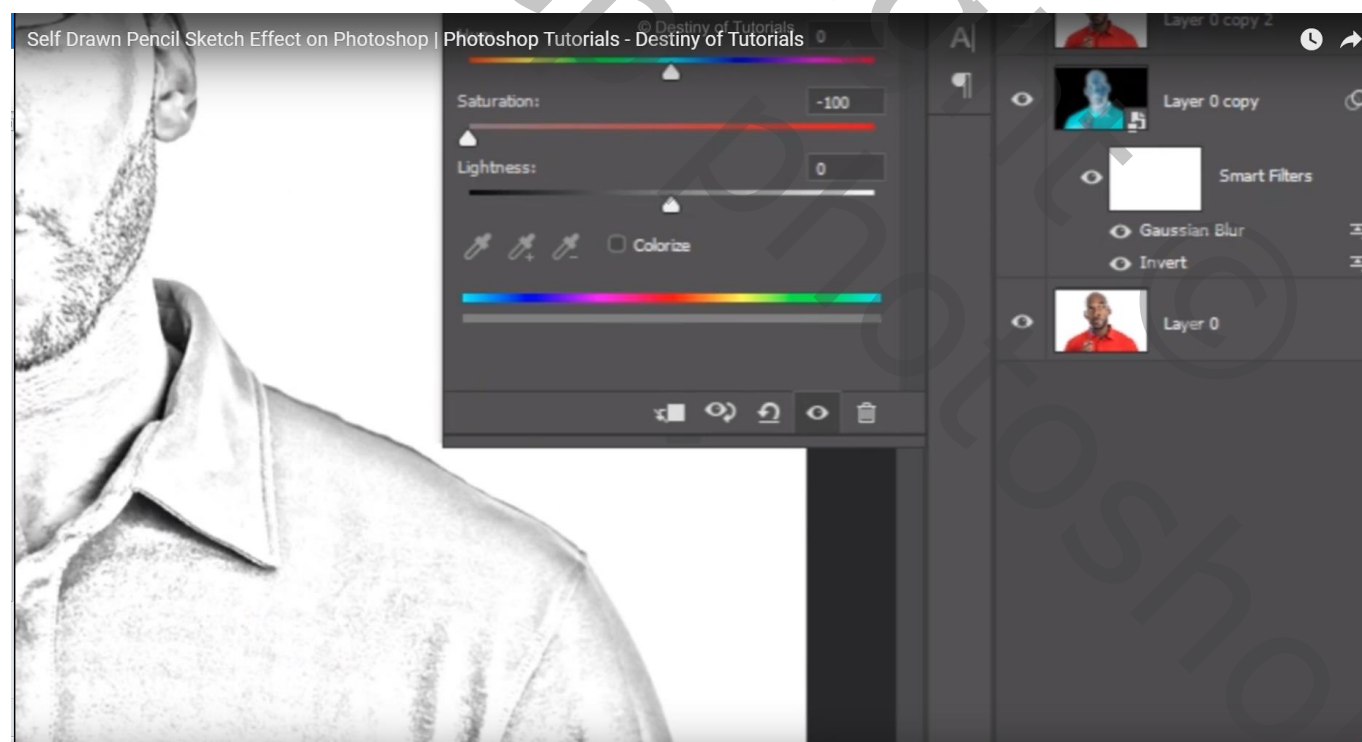 © Destiny of Tutorials
Self Drawn Pencil Sketch Effect on Photoshop | Photoshop Tutorials - Destiny of Tutorials
0
A|
¶
Layer 0 copy 2
Saturation:
-100
Layer 0 copy
Lightness:
0
Smart Filters
Colorize
Gaussian Blur
Invert
Layer 0
photosho